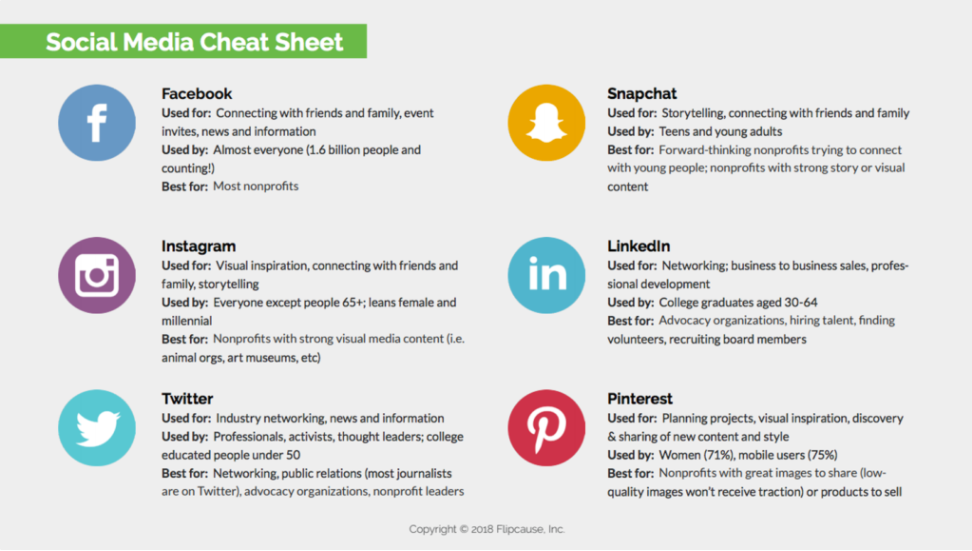 Social Media Cheat Sheet
Facebook
Used for: Connecting with friends and family, event
invites, news and information
Used by: Almost everyone (1.6 billion people and
counting!)
Best for: Most nonprofits
Snapchat
Used for: Storytelling, connecting with friends and family
Used by: Teens and young adults
Best for: Forward-thinking nonprofits trying to connect
with young people; nonprofits with strong story or visual
content
Instagram
Used for: Visual inspiration, connecting with friends and
family, storytelling
Used by: Everyone except people 65+; leans female and
millennial
Best for: Nonprofits with strong visual media content (i.e.
animal orgs, art museums, etc)
LinkedIn
Used for: Networking; business to business sales, profes-
sional development
Used by: College graduates aged 30-64
Best for: Advocacy organizations, hiring talent, finding
volunteers, recruiting board members
Twitter
Used for: Industry networking, news and information
Used by: Professionals, activists, thought leaders; college
educated people under 50
Best for: Networking, public relations (most journalists
are on Twitter), advocacy organizations, nonprofit leaders
Pinterest
Used for: Planning projects, visual inspiration, discovery
& sharing of new content and style
Used by: Women (71%), mobile users (75%)
Best for: Nonprofits with great images to share (low-
quality images won't receive traction) or products to sell
Copyright © 2018 Flipcause, Inc.